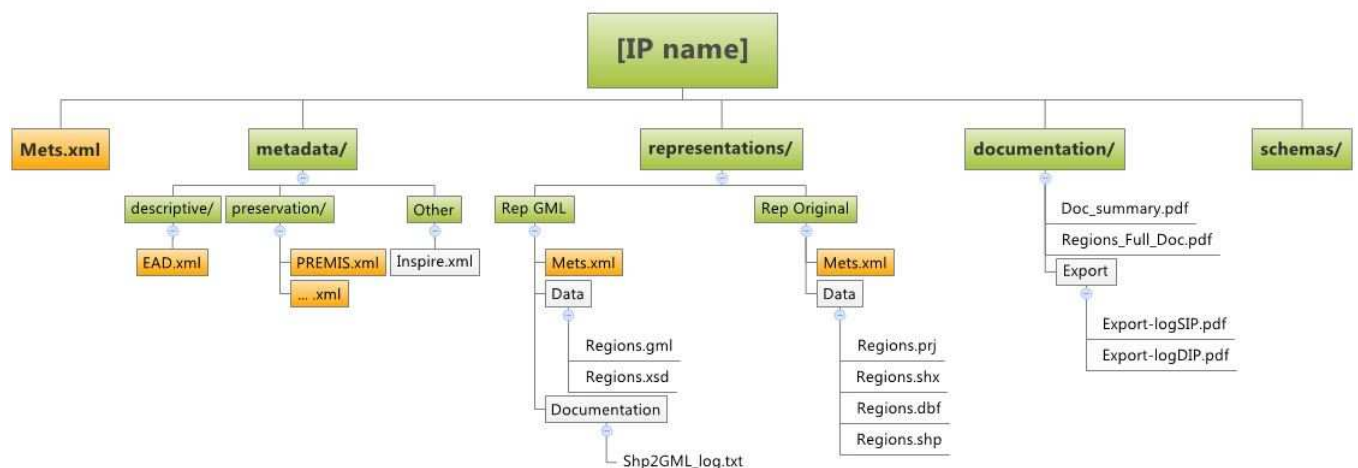 [IP name]
Mets.xml
metadata/
representations/
documentation/
schemas/
descriptive/
preservation/
Other
EAD.xml
PREMIS.xml
... .xml
Inspire.xml
Rep GML
Rep Original
Mets.xml
Data
Regions.gml
Regions.xsd
Documentation
Shp2GML_log.txt
Mets.xml
Data
Regions.prj
Regions.shx
Regions.dbf
Regions.shp
Doc_summary.pdf
Regions_Full_Doc.pdf
Export
Export-logSIP.pdf
Export-logDIP.pdf